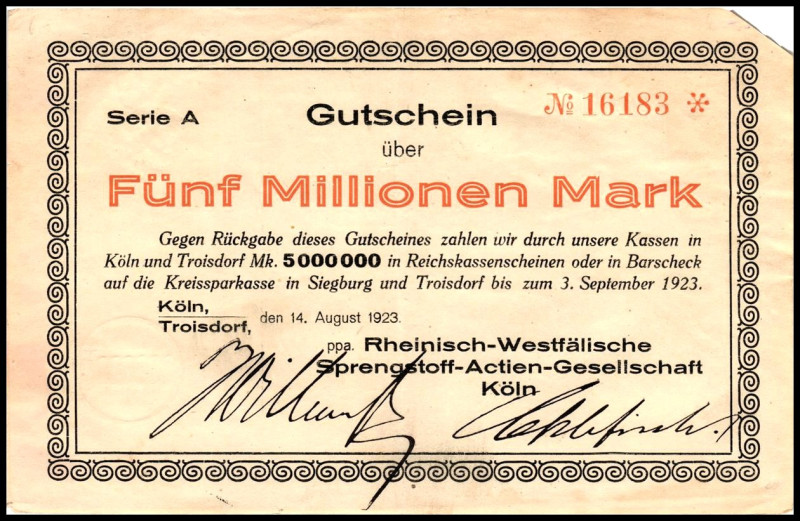 Serie A
Gutschein
№ 16183 *
über
Fünf Millionen Mark
Gegen Rückgabe dieses Gutscheines zahlen wir durch unsere Kassen in
Köln und Troisdorf Mk. 5000000 in Reichskassenscheinen oder in Barscheck
auf die Kreissparkasse in Siegburg und Troisdorf bis zum 3. September 1923.
Köln,
Troisdorf, den 14. August 1923.
ppa. Rheinisch-Westfälische
Sprengstoff-Actien-Gesellschaft
Köln